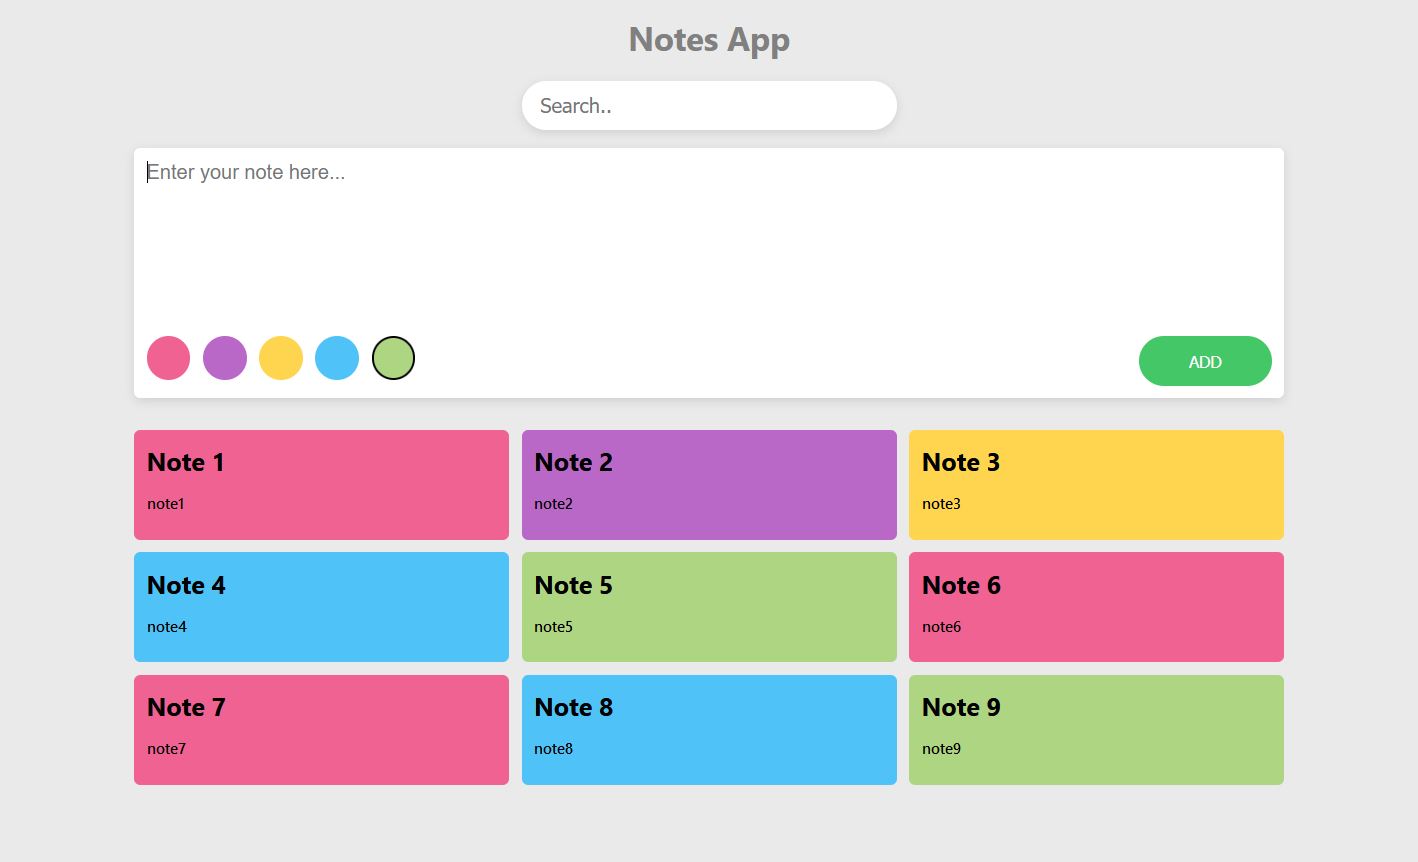 Notes App
Search..
Enter your note here...
ADD
Note 1
note1
Note 2
note2
Note 3
note3
Note 4
note4
Note 5
note5
Note 6
note6
Note 7
note7
Note 8
note8
Note 9
note9